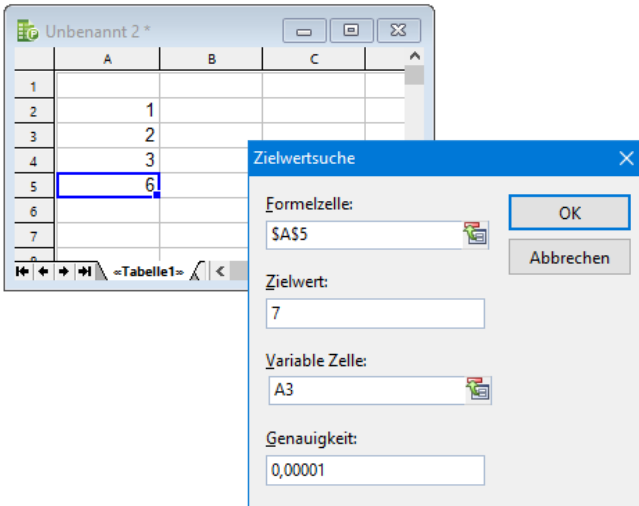 Unbenannt 2 *
A B C
1
2 1
3 2
4 3
5 6
6
7
«Tabelle1»
Zielwertsuche
Formelzelle:
$A$5
OK
Abbrechen
Zielwert:
7
Variable Zelle:
A3
Genauigkeit:
0,00001